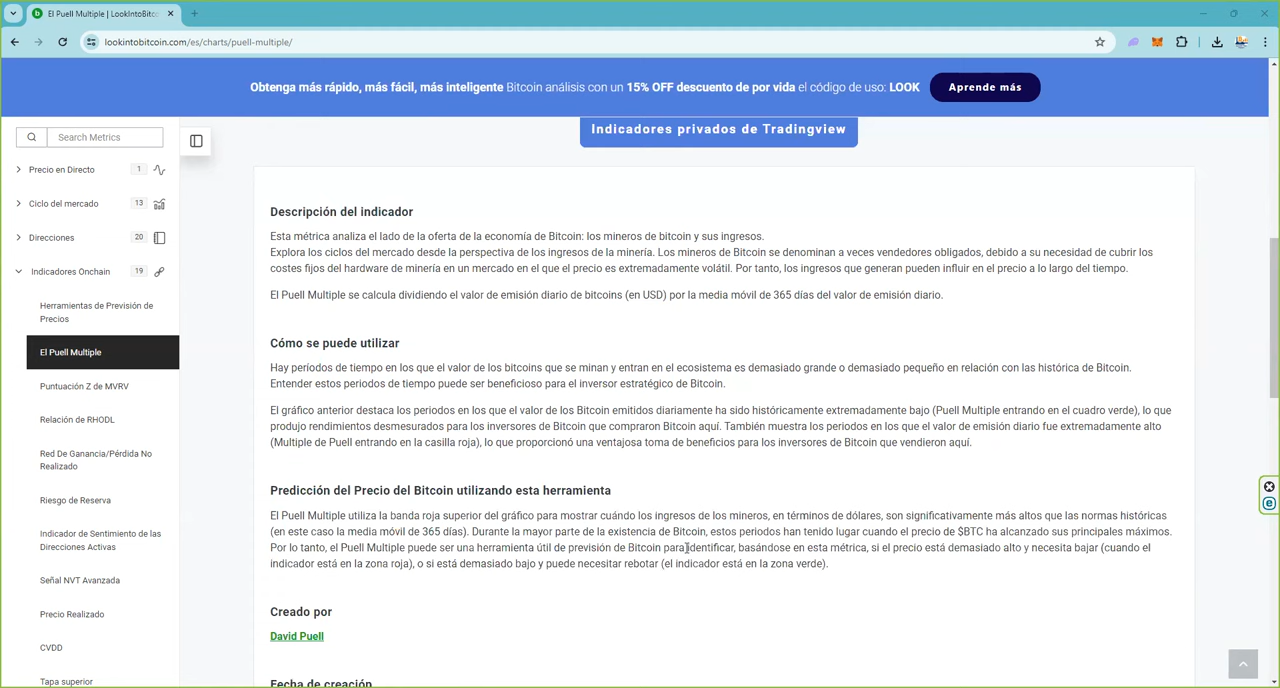 El Puell Multiple | LookIntoBitco
lookintobitcoin.com/es/charts/puell-multiple/
Obtenga más rápido, más fácil, más inteligente Bitcoin análisis con un 15% OFF descuento de por vida el código de uso: LOOK
Aprende más
Search Metrics
Precio en Directo 1
Ciclo del mercado 13
Direcciones 20
Indicadores Onchain 19
Herramientas de Previsión de
Precios
El Puell Multiple
Puntuación Z de MVRV
Relación de RHODL
Red De Ganancia/Pérdida No
Realizado
Riesgo de Reserva
Indicador de Sentimiento de las
Direcciones Activas
Señal NVT Avanzada
Precio Realizado
CVDD
Tapa superior
Indicadores privados de Tradingview
Descripción del indicador
Esta métrica analiza el lado de la oferta de la economía de Bitcoin: los mineros de bitcoin y sus ingresos.
Explora los ciclos del mercado desde la perspectiva de los ingresos de la minería. Los mineros de Bitcoin se denominan a veces vendedores obligados, debido a su necesidad de cubrir los
costes fijos del hardware de minería en un mercado en el que el precio es extremadamente volátil. Por tanto, los ingresos que generan pueden influir en el precio a lo largo del tiempo.
El Puell Multiple se calcula dividiendo el valor de emisión diario de bitcoins (en USD) por la media móvil de 365 días del valor de emisión diario.
Cómo se puede utilizar
Hay períodos de tiempo en los que el valor de los bitcoins que se minan y entran en el ecosistema es demasiado grande o demasiado pequeño en relación con las histórica de Bitcoin.
Entender estos periodos de tiempo puede ser beneficioso para el inversor estratégico de Bitcoin.
El gráfico anterior destaca los periodos en los que el valor de los Bitcoin emitidos diariamente ha sido históricamente extremadamente bajo (Puell Multiple entrando en el cuadro verde), lo que
produjo rendimientos desmesurados para los inversores de Bitcoin que compraron Bitcoin aquí. También muestra los periodos en los que el valor de emisión diario fue extremadamente alto
(Multiple de Puell entrando en la casilla roja), lo que proporcionó una ventajosa toma de beneficios para los inversores de Bitcoin que vendieron aquí.
Predicción del Precio del Bitcoin utilizando esta herramienta
El Puell Multiple utiliza la banda roja superior del gráfico para mostrar cuándo los ingresos de los mineros, en términos de dólares, son significativamente más altos que las normas históricas
(en este caso la media móvil de 365 días). Durante la mayor parte de la existencia de Bitcoin, estos periodos han tenido lugar cuando el precio de $BTC ha alcanzado sus principales máximos.
Por lo tanto, el Puell Multiple puede ser una herramienta útil de previsión de Bitcoin para identificar, basándose en esta métrica, si el precio está demasiado alto y necesita bajar (cuando el
indicador está en la zona roja), o si está demasiado bajo y puede necesitar rebotar (el indicador está en la zona verde).
Creado por
David Puell
Fecha de creación